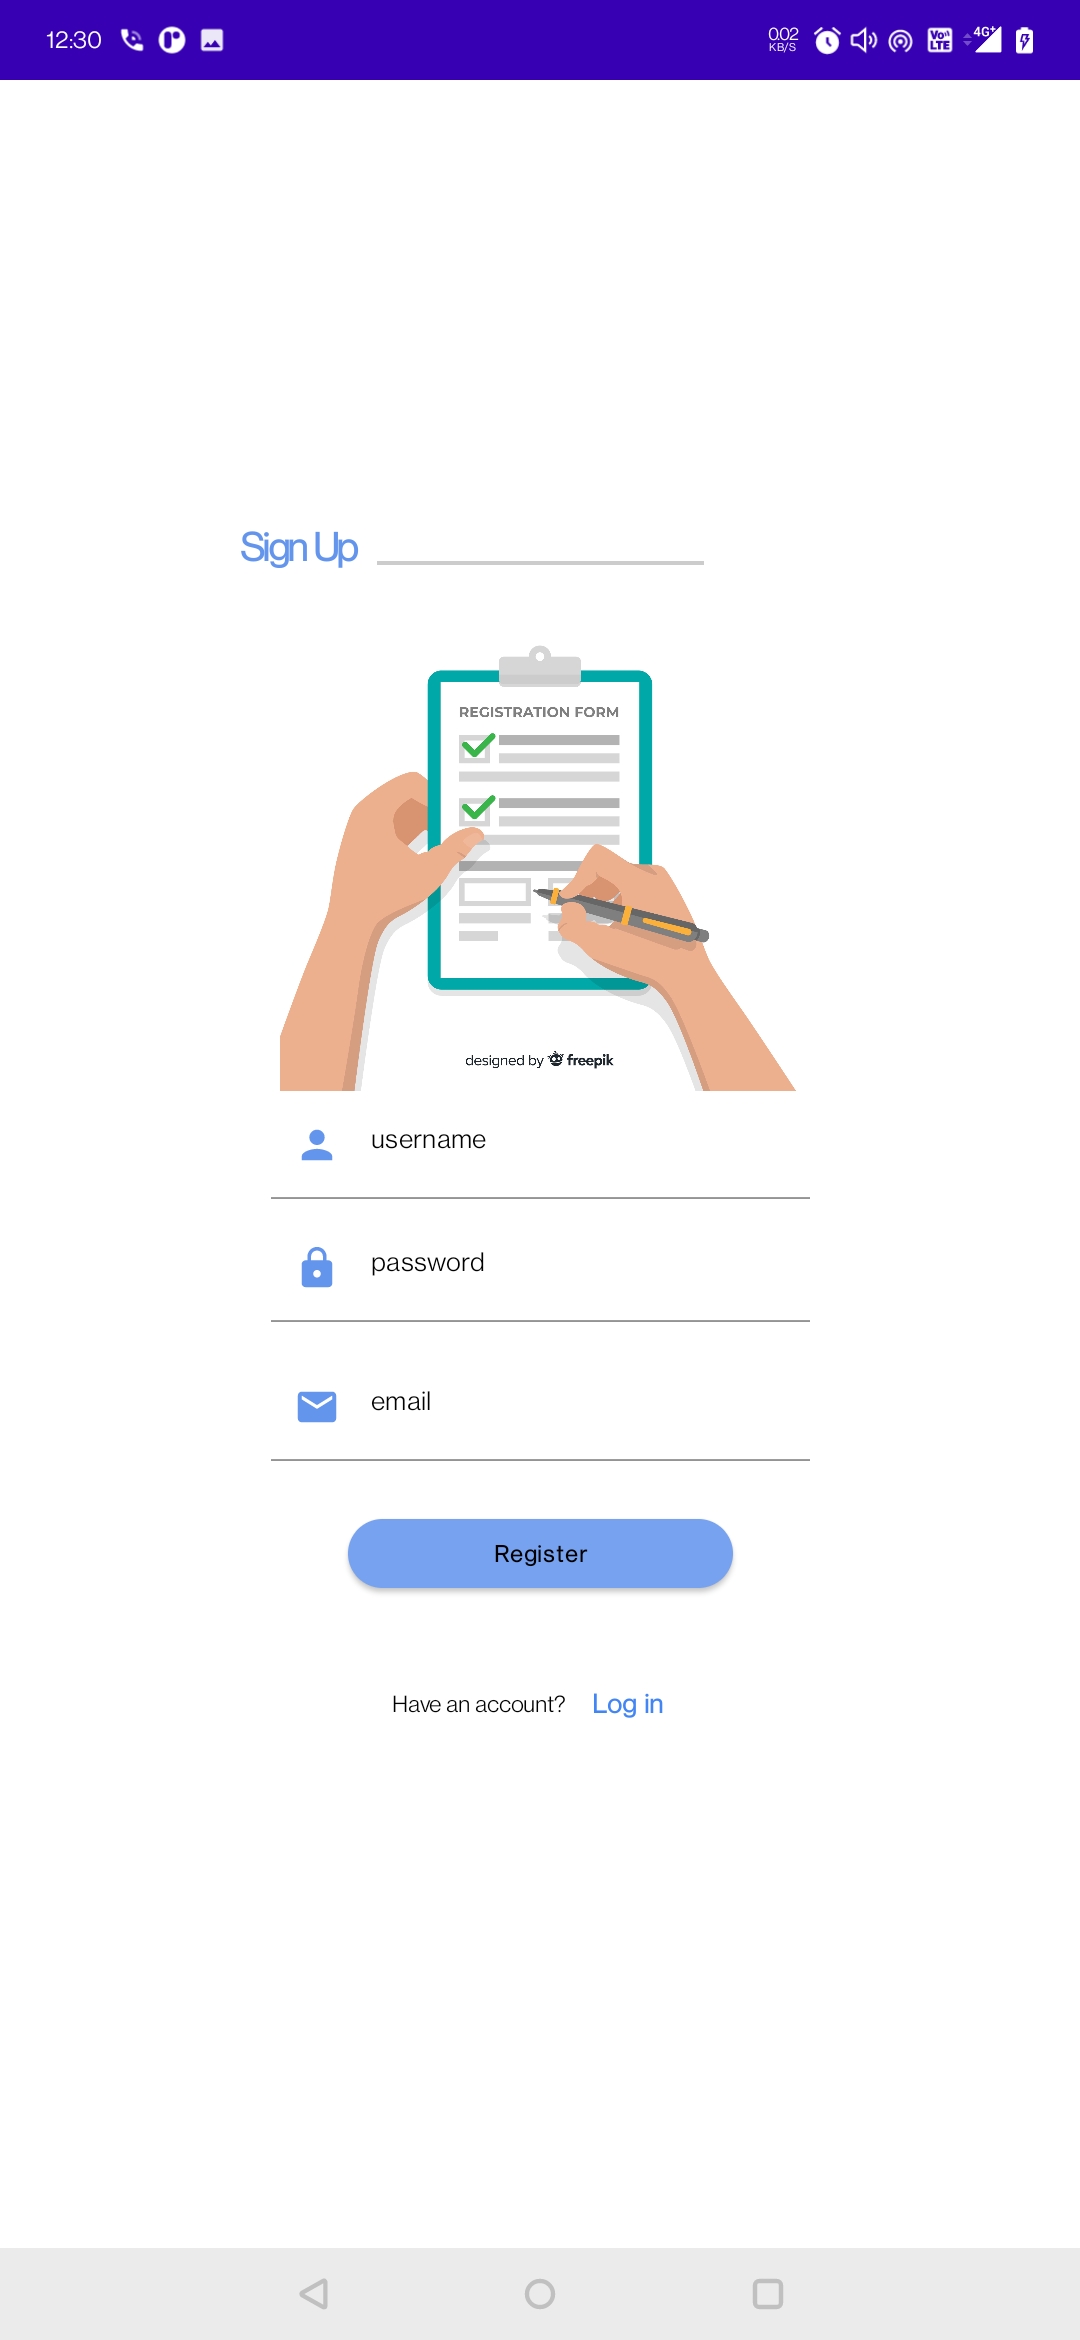 12:30
0.02
KB/S
Vo))
LTE
4G+
Sign Up
REGISTRATION FORM
designed by freepik
username
password
email
Register
Have an account? Log in